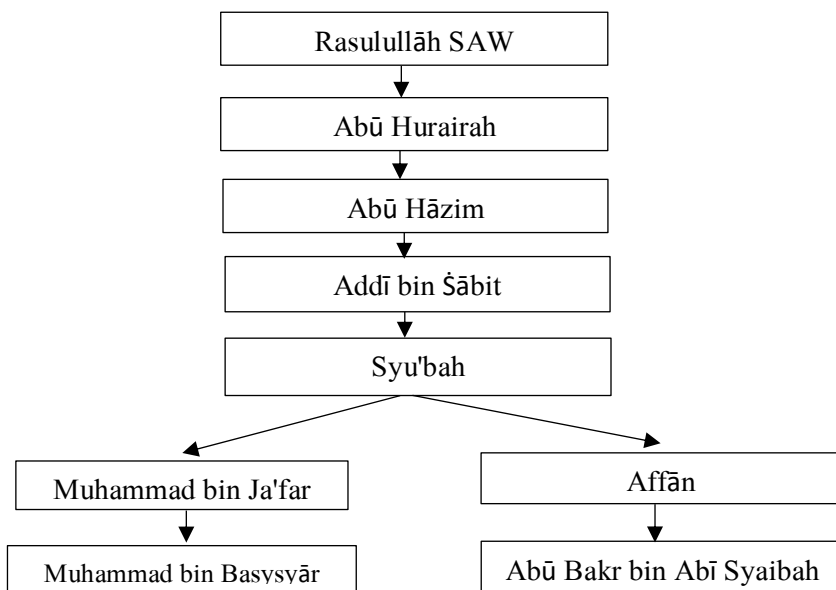 Rasulullāh SAW
Abū Hurairah
Abū Hāzim
Addī bin Ṡābit
Syu'bah
Muhammad bin Ja'far
Affān
Muhammad bin Basysyār
Abū Bakr bin Abī Syaibah